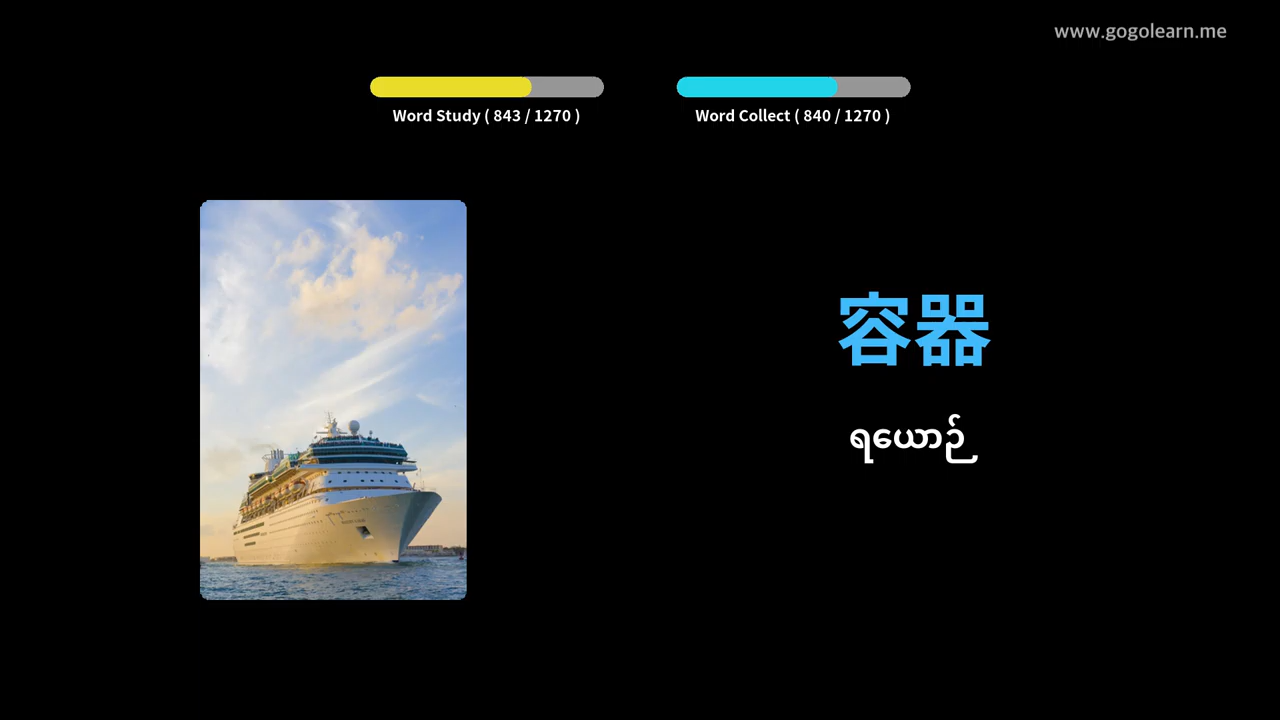 www.gogolearn.me
Word Study ( 843 / 1270 )
Word Collect ( 840 / 1270 )
容器
ရယောဉ်